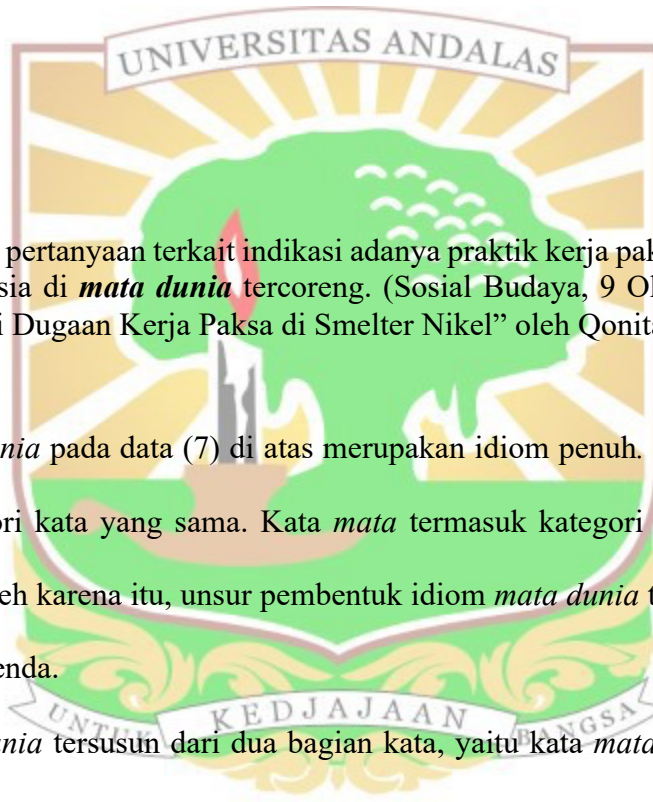 UNIVERSITAS ANDALAS
pertanyaan terkait indikasi adanya praktik kerja pak
sia di mata dunia tercoreng. (Sosial Budaya, 9 Ol
i Dugaan Kerja Paksa di Smelter Nikel” oleh Qonita
nia pada data (7) di atas merupakan idiom penuh.
ori kata yang sama. Kata mata termasuk kategori
eh karena itu, unsur pembentuk idiom mata dunia t
enda.
UNTUK KEDJAJAAN BANGSA
nia tersusun dari dua bagian kata, yaitu kata mata